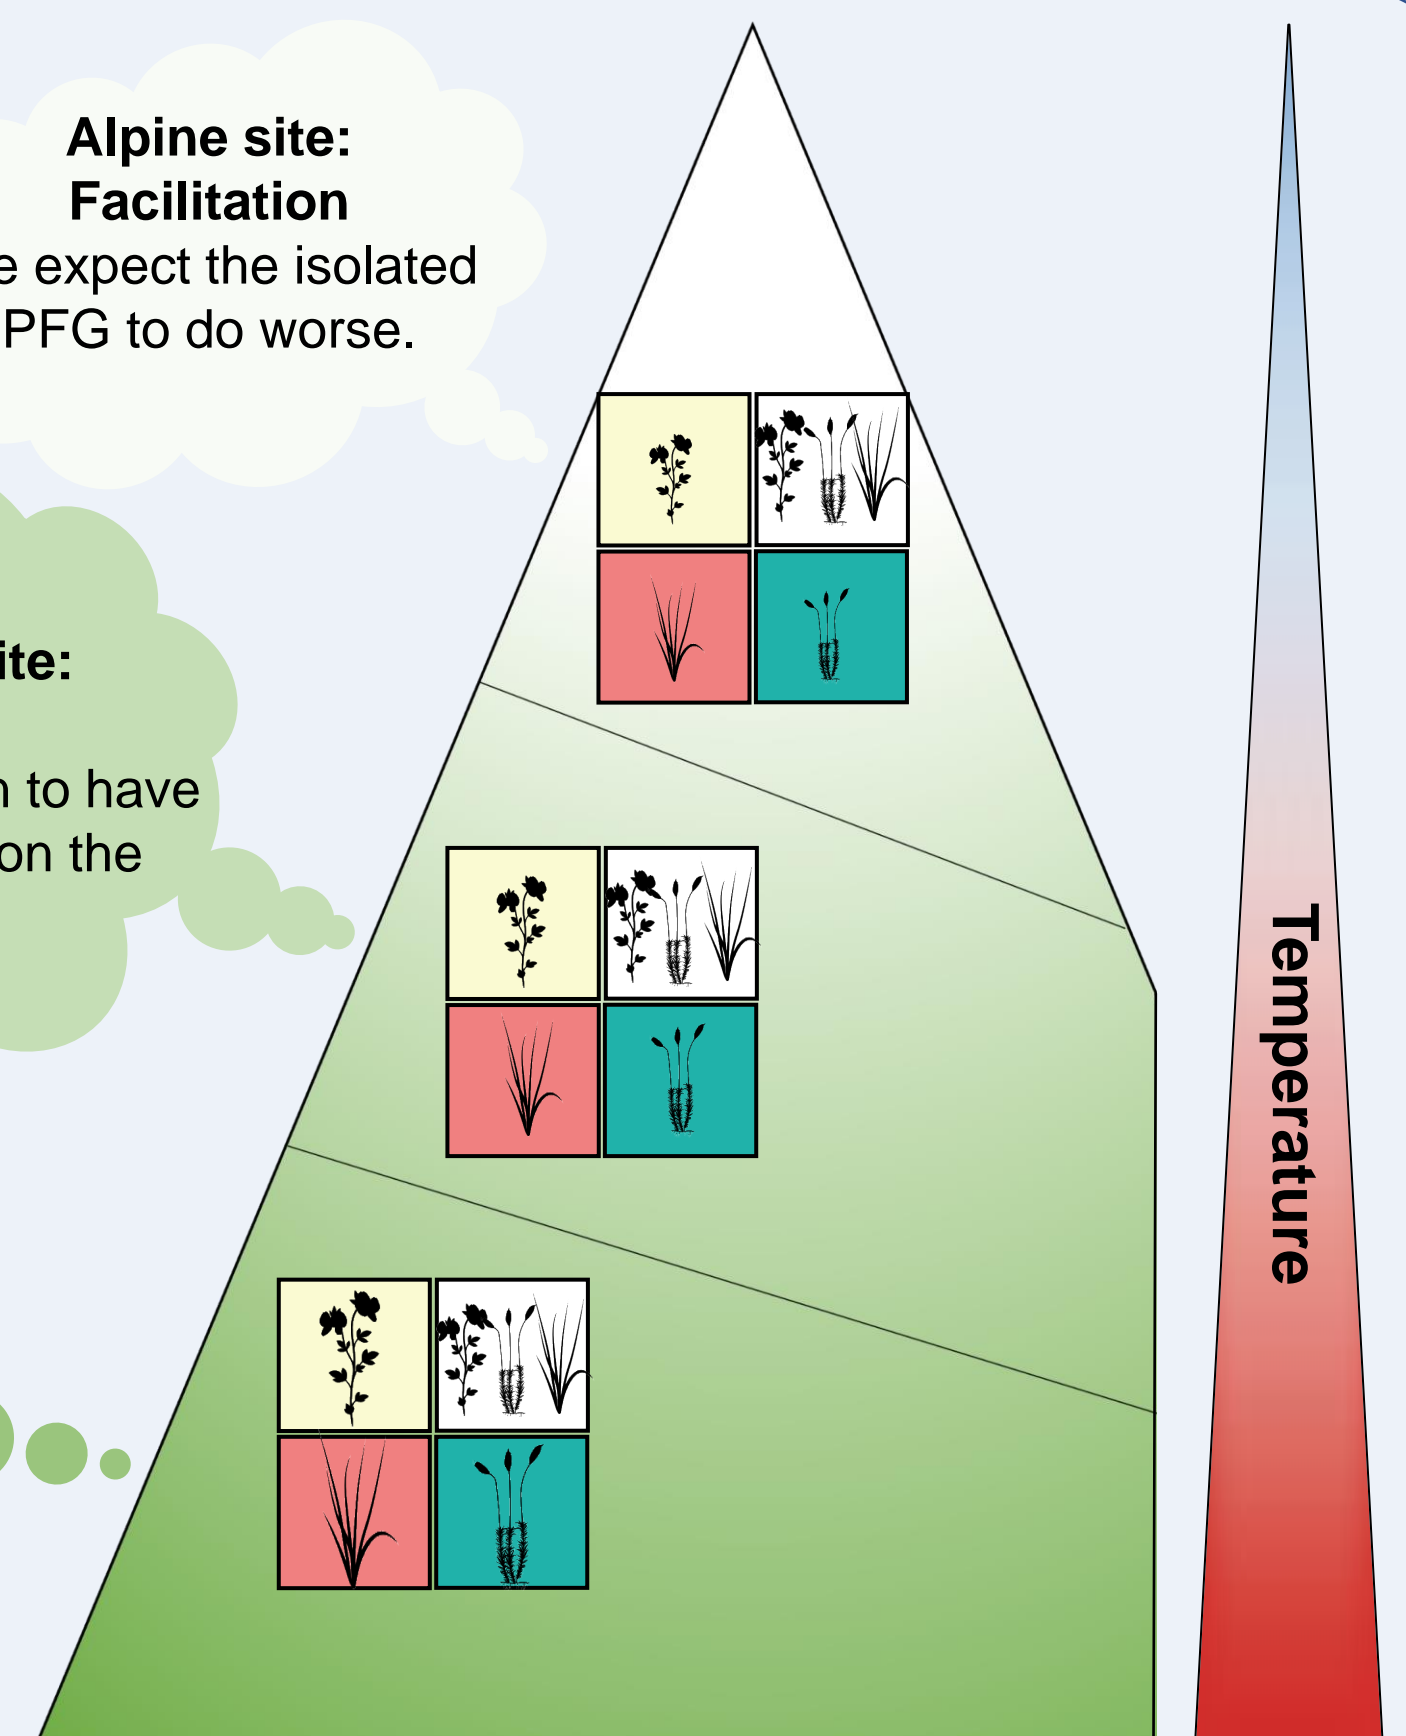 Alpine site:
Facilitation
e expect the isolated
PFG to do worse.
ite:
n to have
on the
Temperature